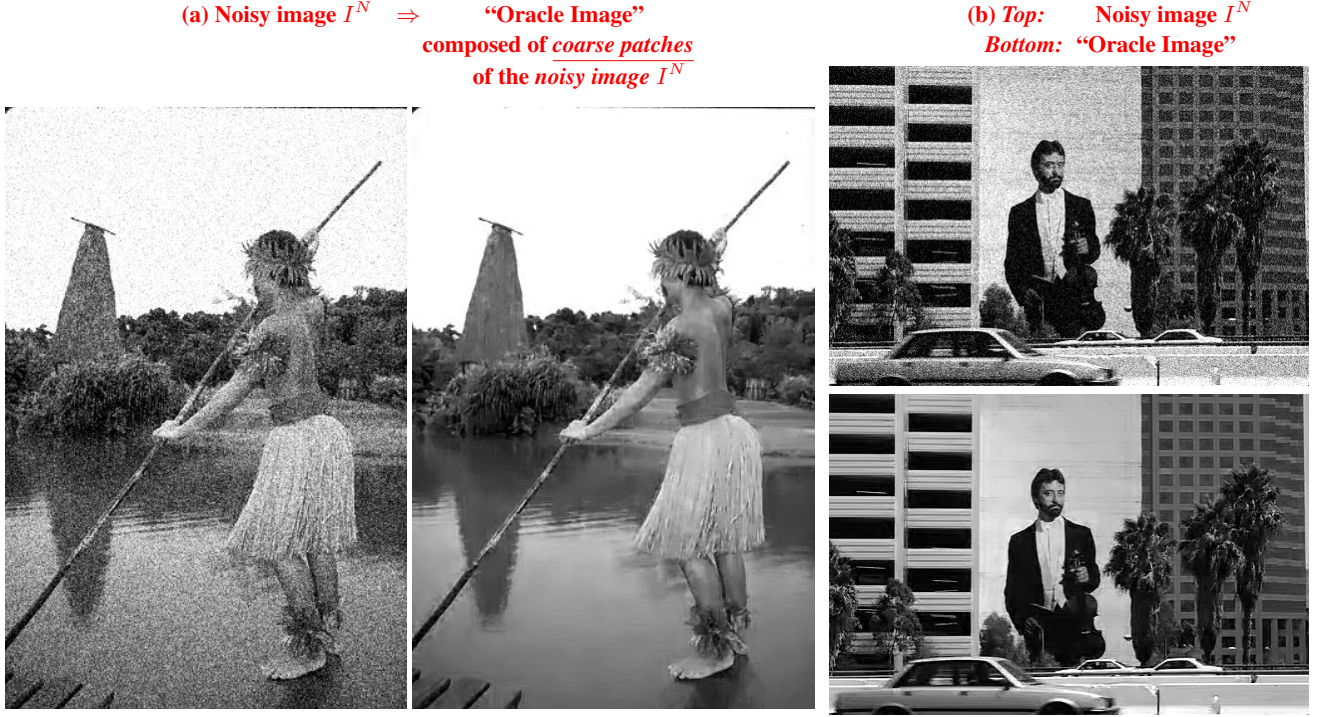 (a) Noisy image I^N ⇒ “Oracle Image”
composed of coarse patches
of the noisy image I^N
(b) Top: Noisy image I^N
Bottom: “Oracle Image”